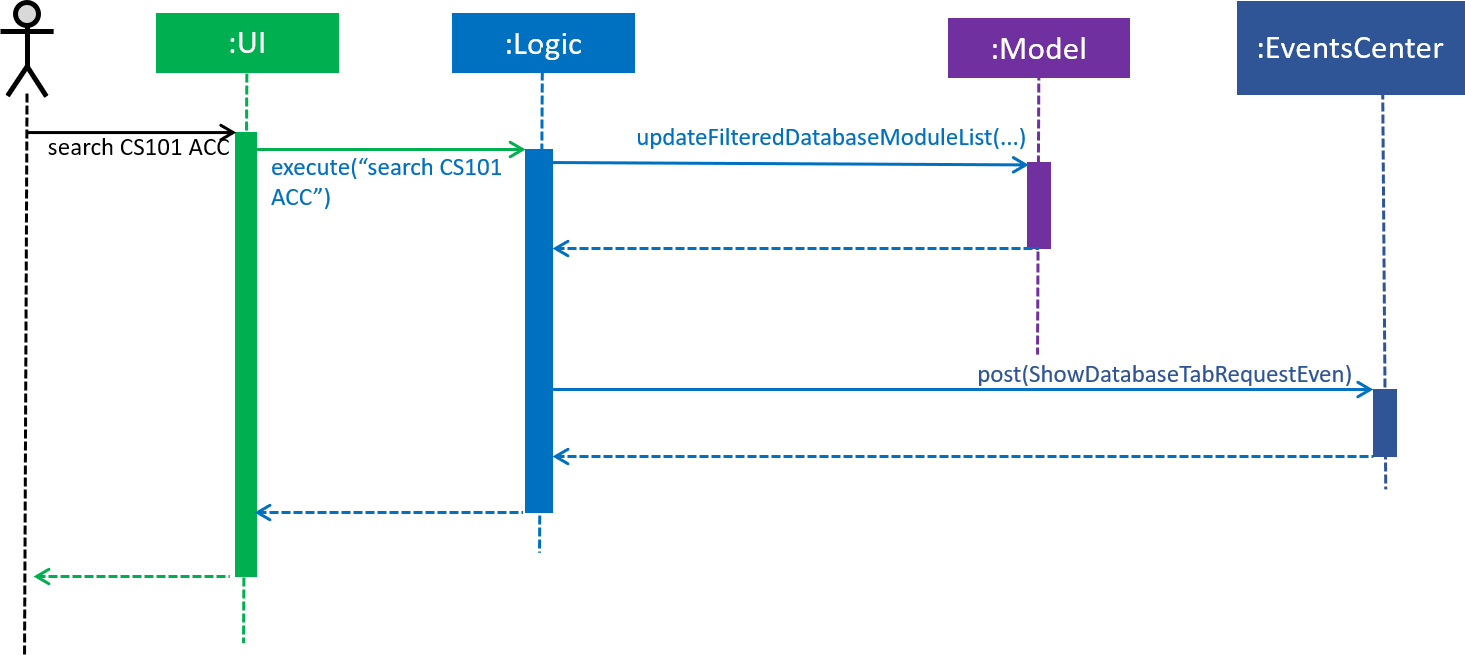 :UI
:Logic
:Model
:EventsCenter
search CS101 ACC
updateFilteredDatabaseModuleList(...)
execute(“search CS101
ACC”)
post(ShowDatabaseTabRequestEven)